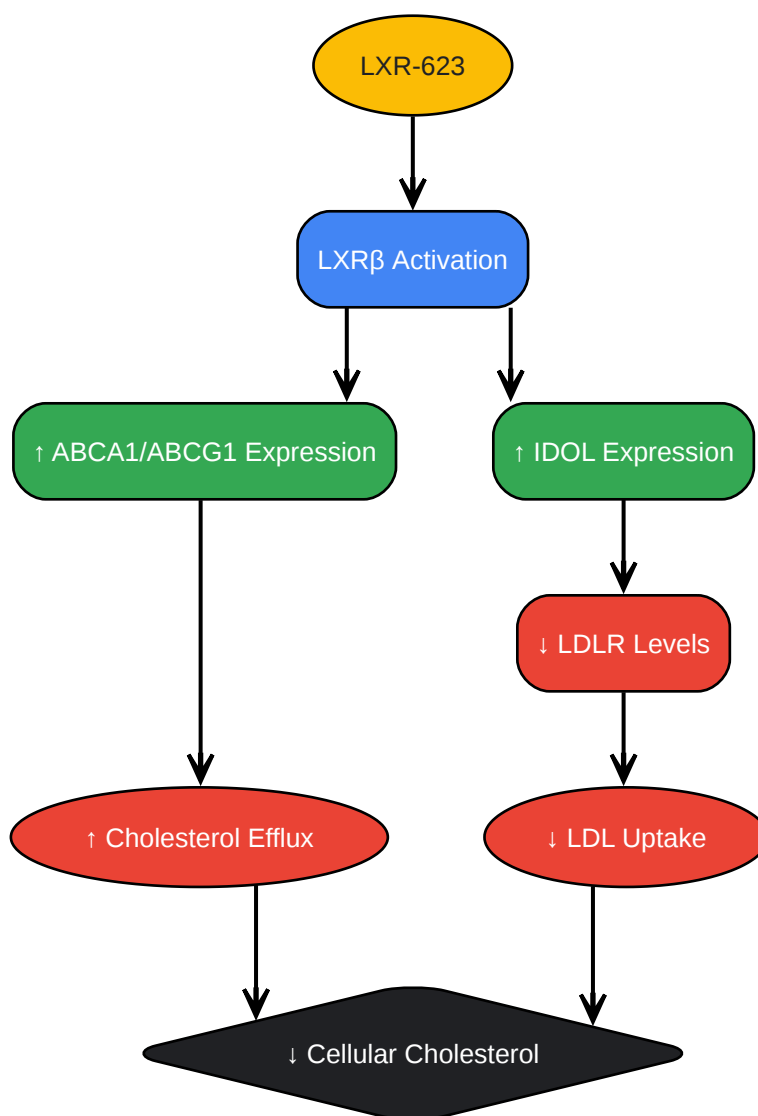 LXR-623
LXRβ Activation
↑ ABCA1/ABCG1 Expression
↑ IDOL Expression
↓ LDLR Levels
↑ Cholesterol Efflux
↓ LDL Uptake
↓ Cellular Cholesterol